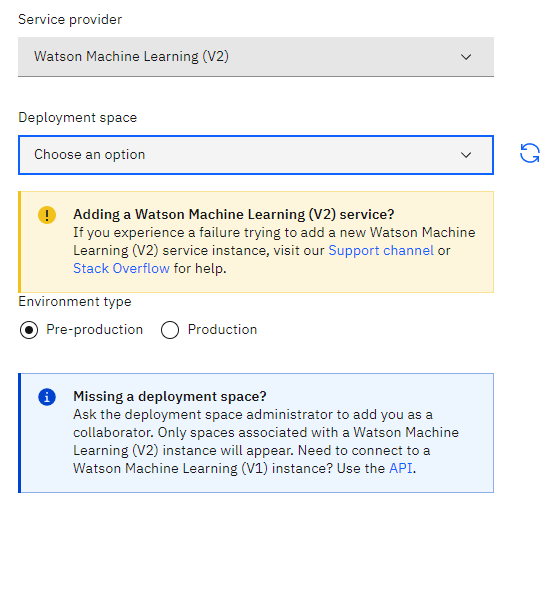 Service provider
Watson Machine Learning (V2)
Deployment space
Choose an option
Adding a Watson Machine Learning (V2) service?
If you experience a failure trying to add a new Watson Machine
Learning (V2) service instance, visit our Support channel or
Stack Overflow for help.
Environment type
Pre-production Production
Missing a deployment space?
Ask the deployment space administrator to add you as a
collaborator. Only spaces associated with a Watson Machine
Learning (V2) instance will appear. Need to connect to a
Watson Machine Learning (V1) instance? Use the API.